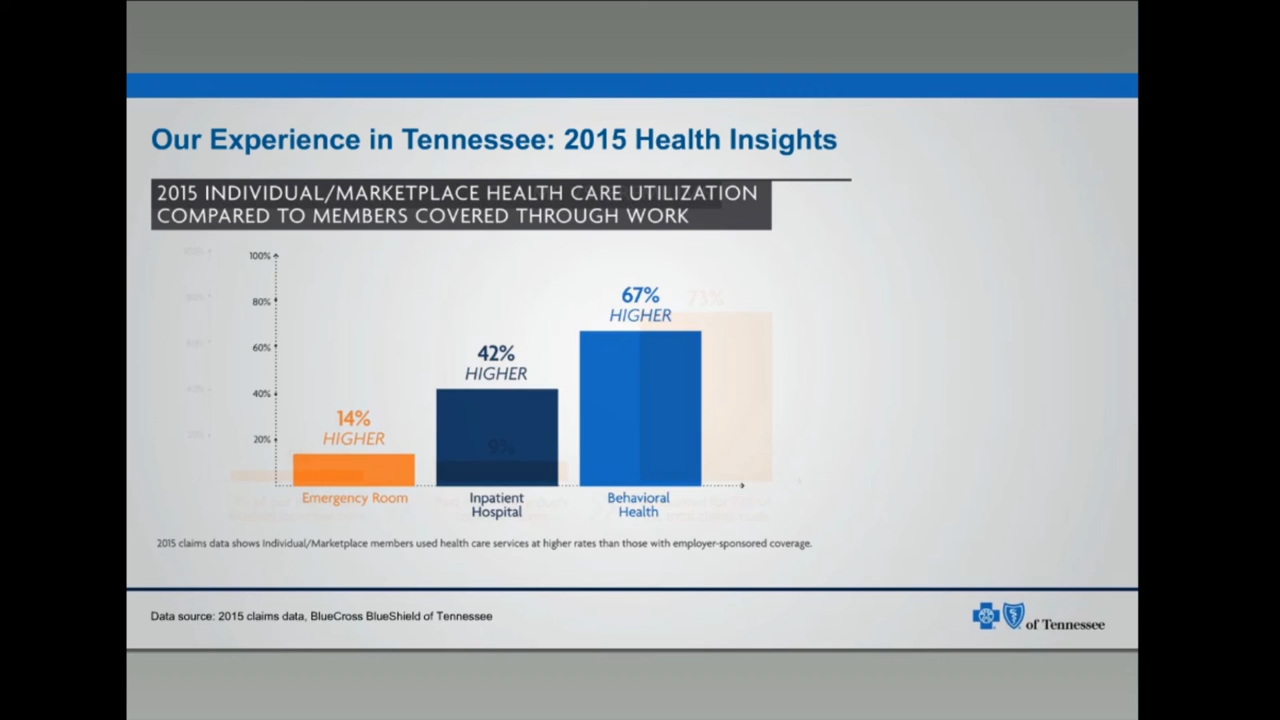 Our Experience in Tennessee: 2015 Health Insights
2015 INDIVIDUAL/MARKETPLACE HEALTH CARE UTILIZATION
COMPARED TO MEMBERS COVERED THROUGH WORK
100%
80%
60%
40%
20%
14%
HIGHER
42%
HIGHER
67%
HIGHER
73%
9%
Emergency Room
Inpatient
Hospital
Behavioral
Health
2015 claims data shows Individual/Marketplace members used health care services at higher rates than those with employer-sponsored coverage.
Data source: 2015 claims data, BlueCross BlueShield of Tennessee
of Tennessee